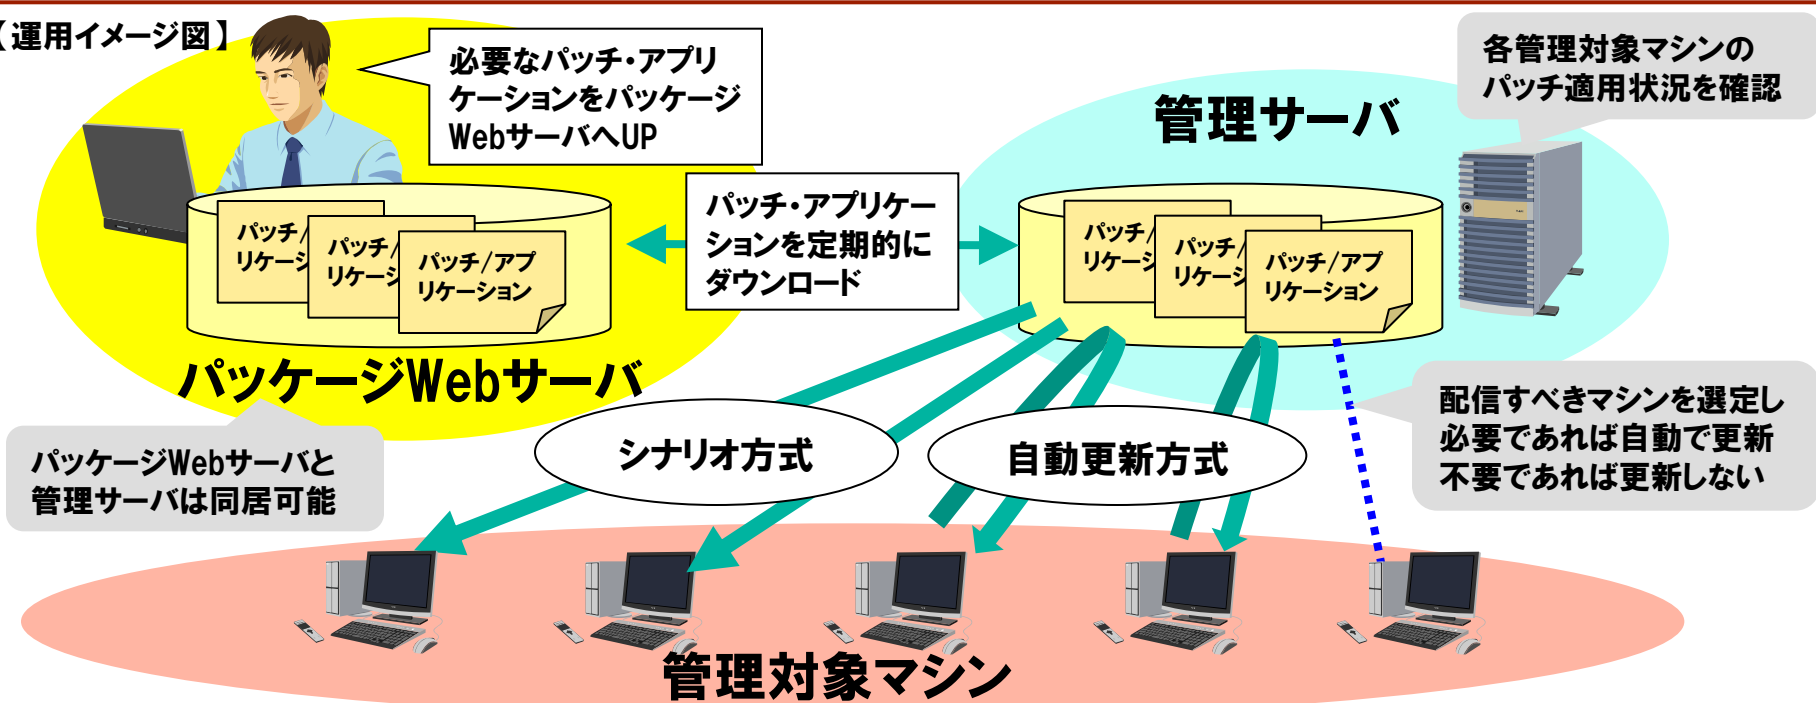 【運用イメージ図】
必要なパッチ・アプリ
ケーションをパッケージ
WebサーバへUP
各管理対象マシンの
パッチ適用状況を確認
管理サーバ
パッチ・アプリケー
ションを定期的に
ダウンロード
パッチ/
リケーシ
パッチ/
リケーシ
パッチ/アプ
リケーション
パッチ/
リケーシ
パッチ/
リケーシ
パッチ/アプ
リケーション
パッケージWebサーバ
パッケージWebサーバと
管理サーバは同居可能
シナリオ方式
自動更新方式
配信すべきマシンを選定し
必要であれば自動で更新
不要であれば更新しない
管理対象マシン